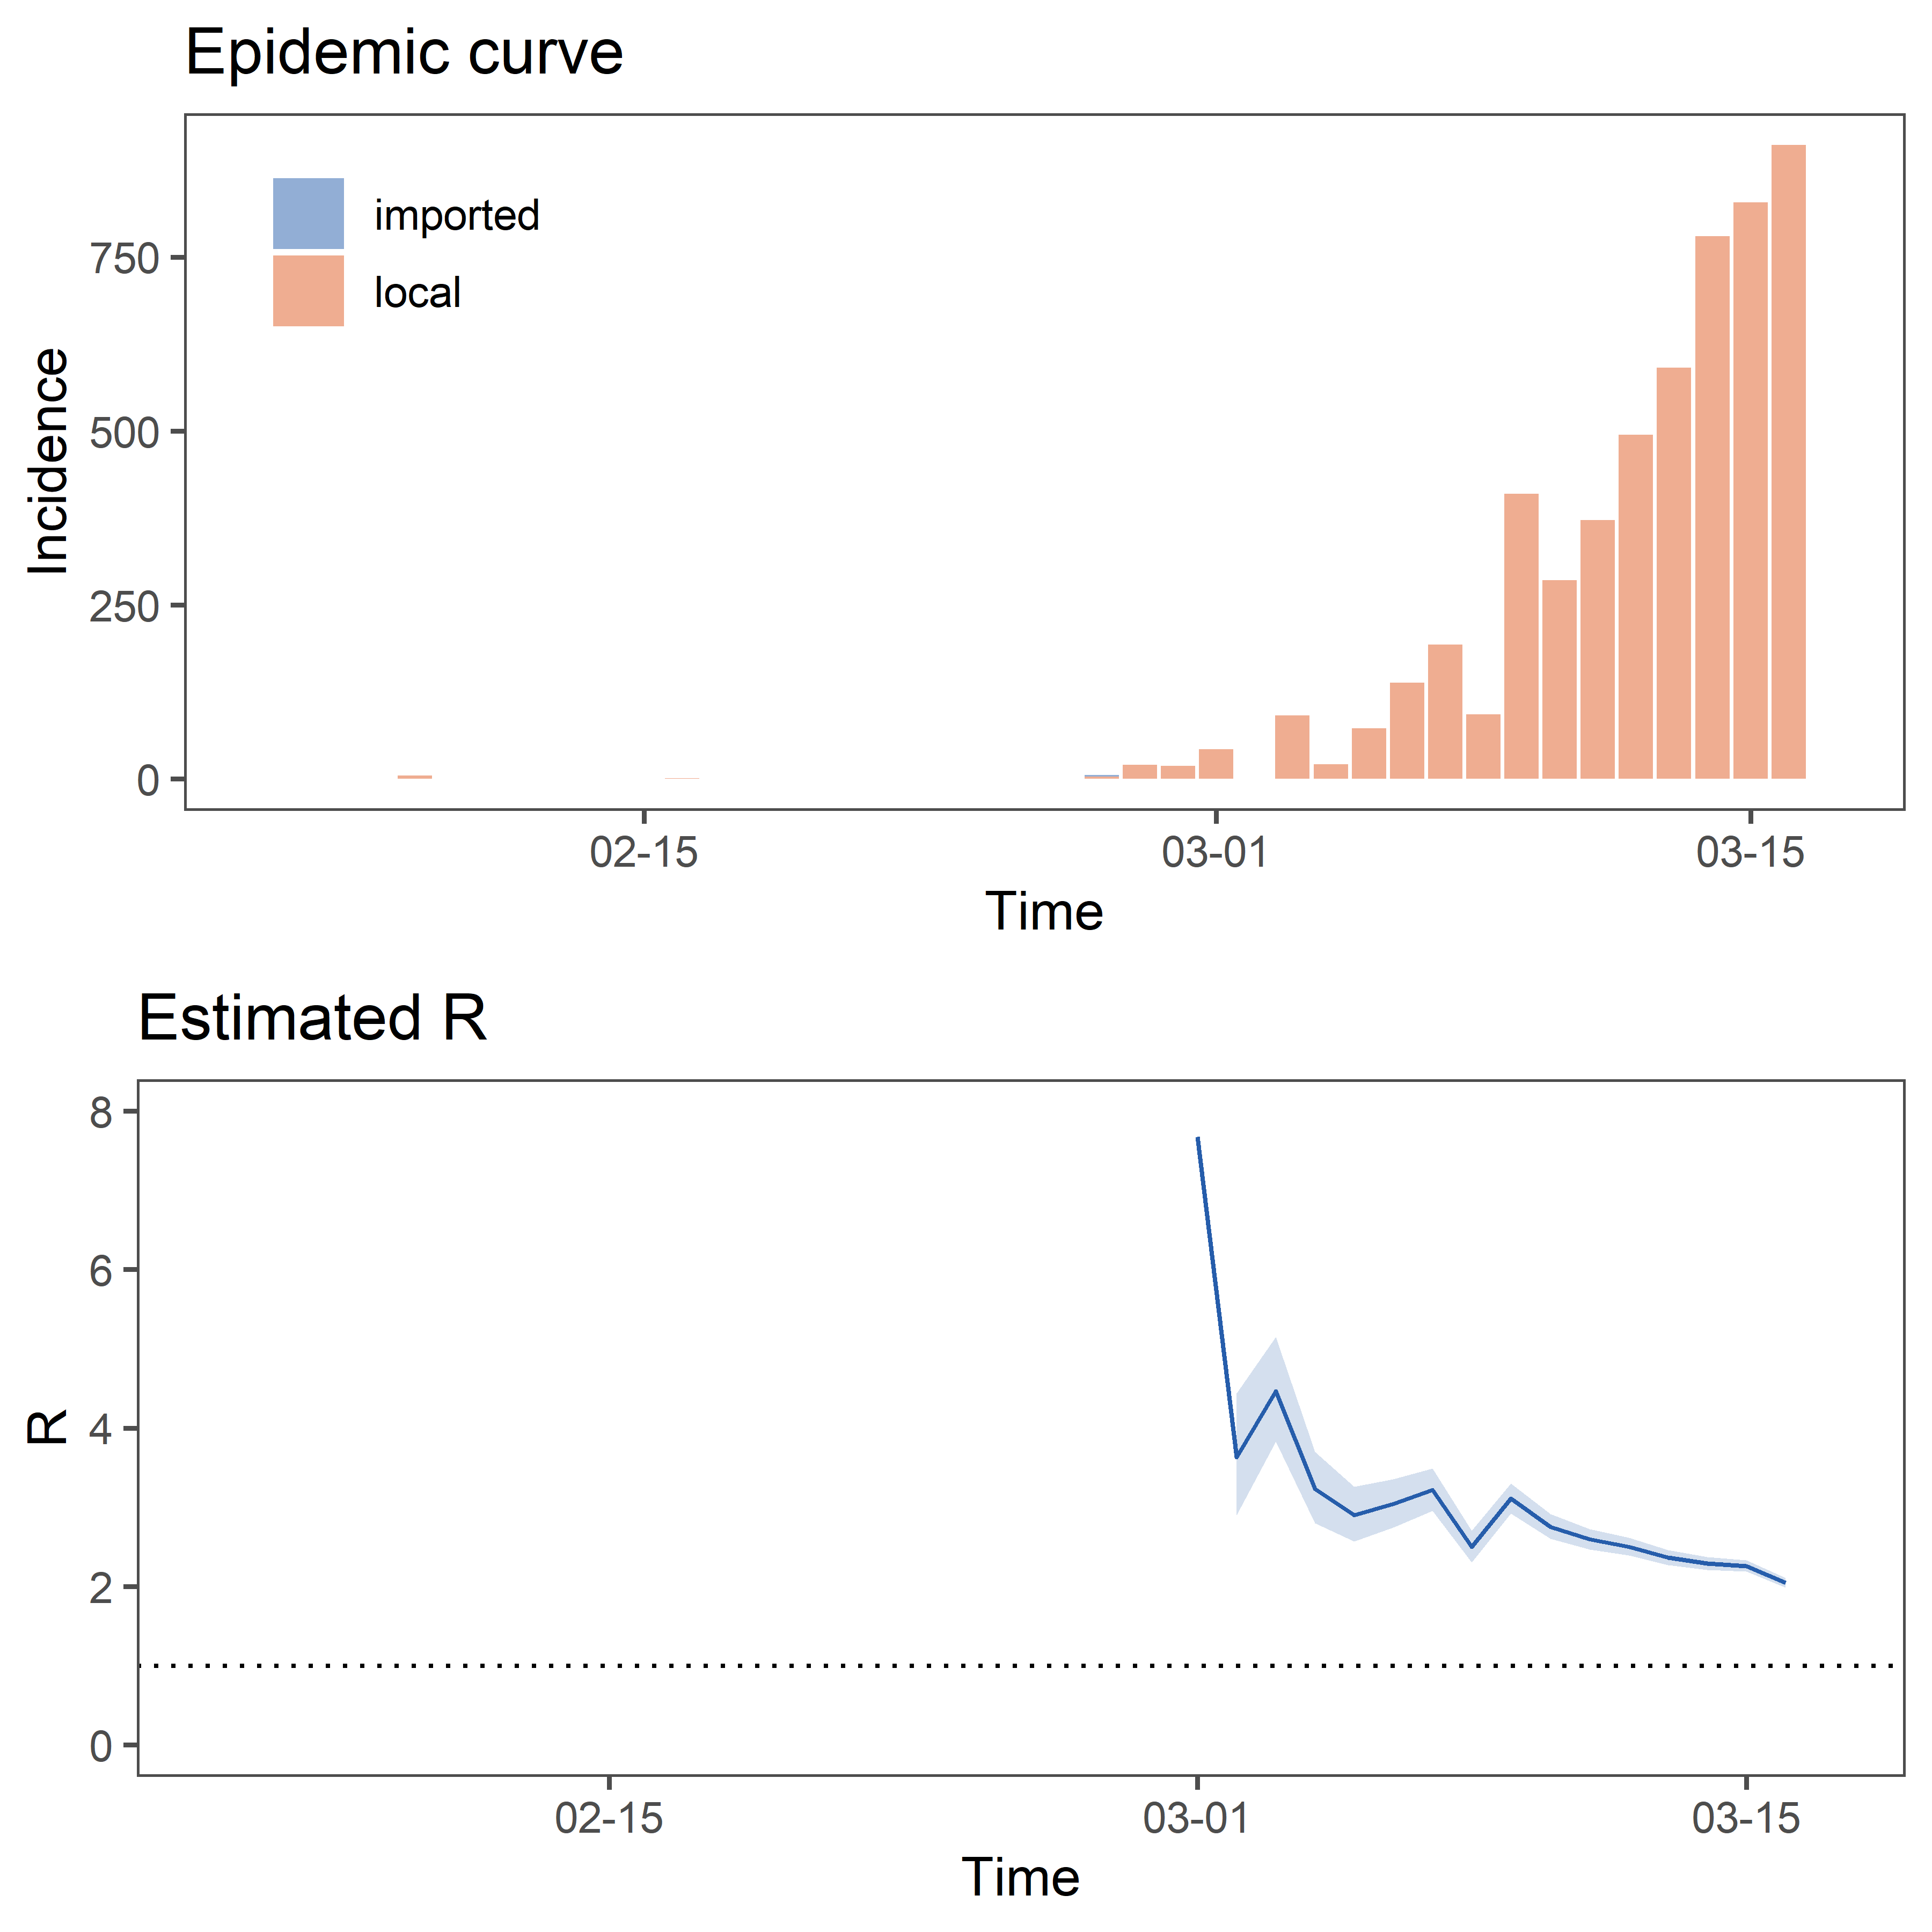 Epidemic curve
imported
local
Incidence
750
500
250
0
02-15 03-01 03-15
Time
Estimated R
R
8
6
4
2
0
02-15 03-01 03-15
Time